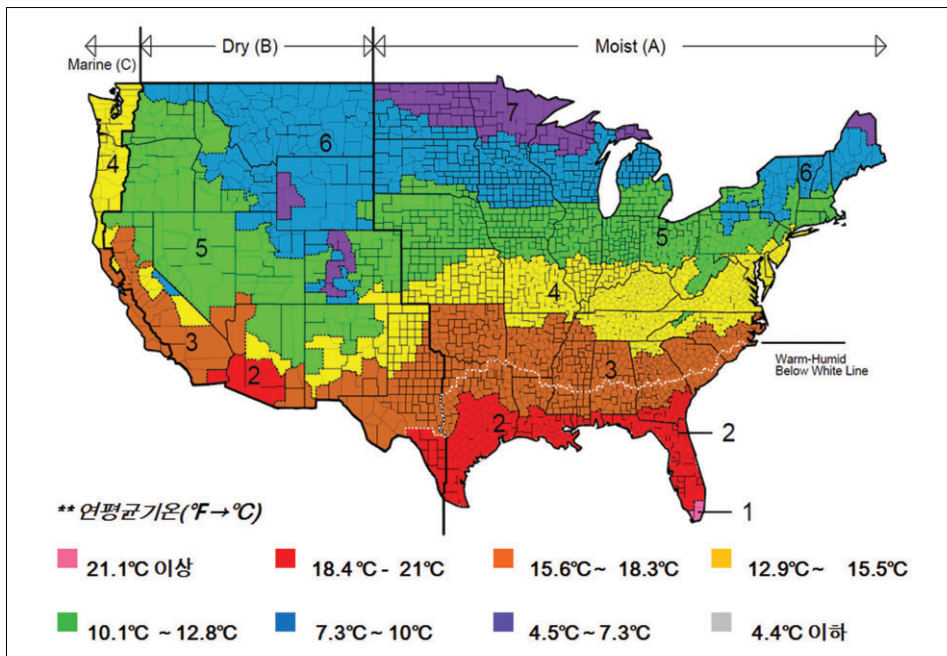 Marine (C)
Dry (B)
Moist (A)
7
6
4
6
5
5
4
3
3
2
Warm-Humid
Below White Line
2
2
1
** 연평균기온(℉→℃)
21.1℃ 이상
18.4℃ - 21℃
15.6℃ ~ 18.3℃
12.9℃ ~ 15.5℃
10.1℃ ~ 12.8℃
7.3℃ ~ 10℃
4.5℃ ~ 7.3℃
4.4℃ 이하